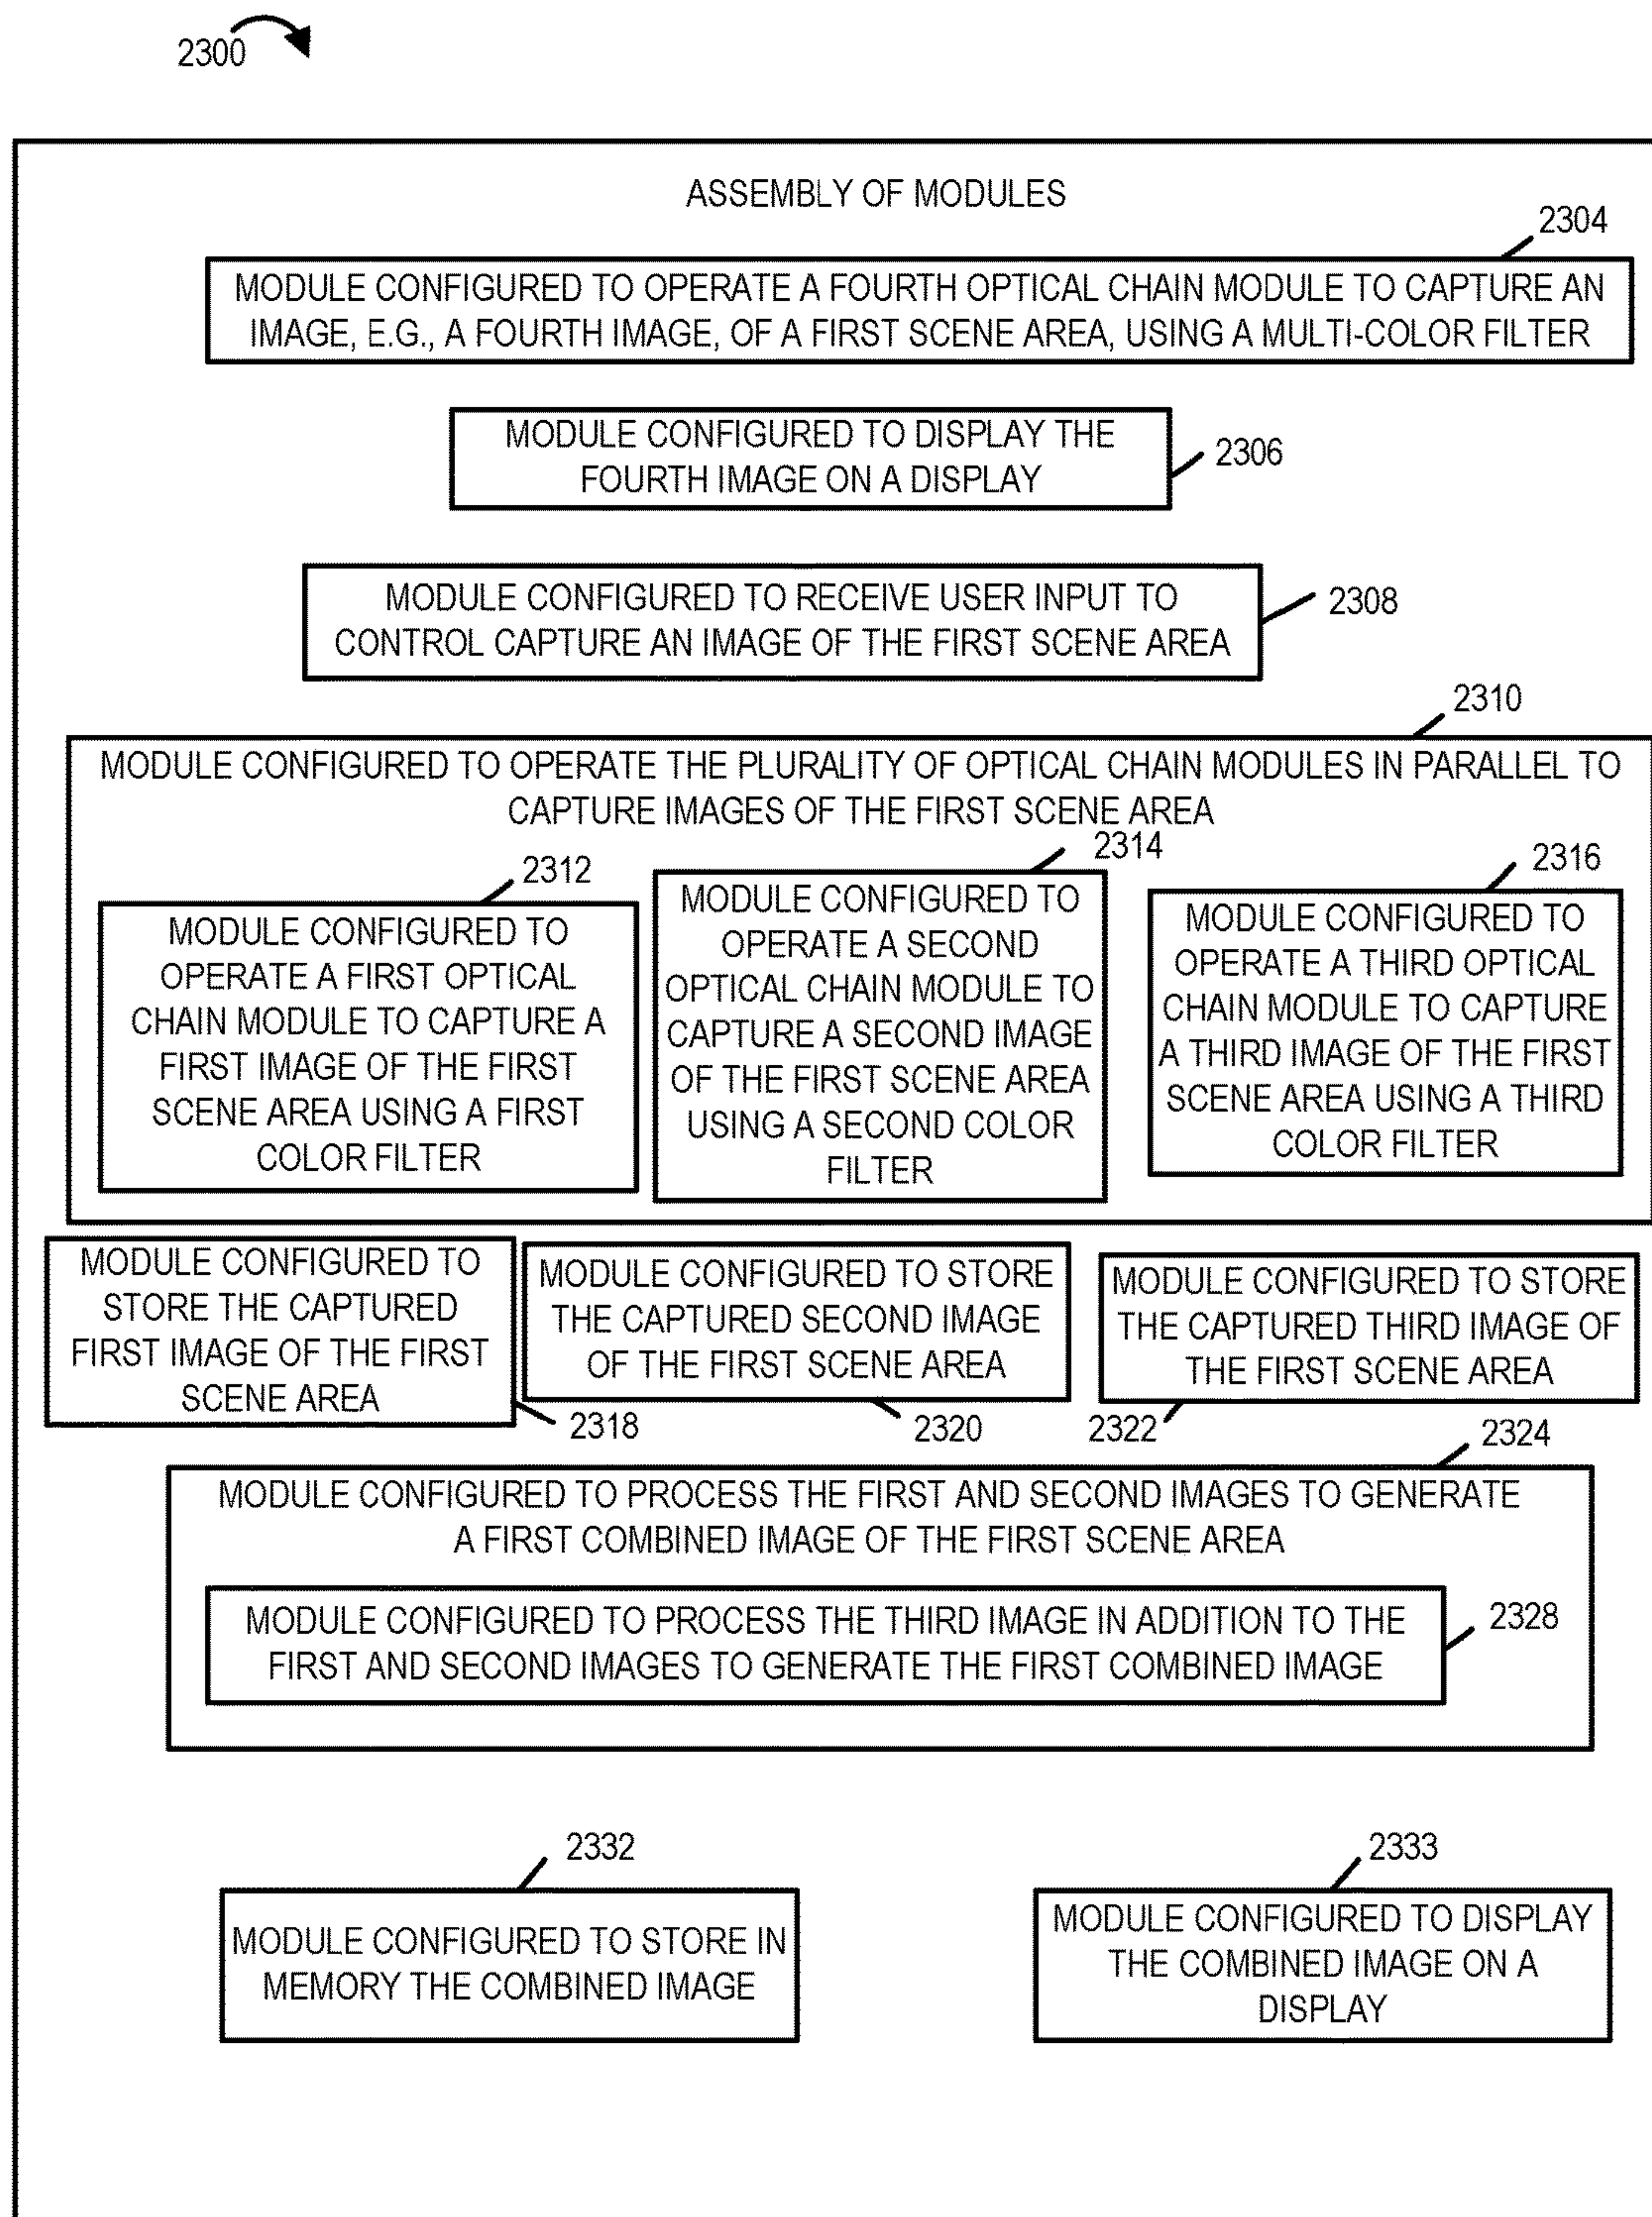 2300
ASSEMBLY OF MODULES
2304
MODULE CONFIGURED TO OPERATE A FOURTH OPTICAL CHAIN MODULE TO CAPTURE AN
IMAGE, E.G., A FOURTH IMAGE, OF A FIRST SCENE AREA, USING A MULTI-COLOR FILTER
MODULE CONFIGURED TO DISPLAY THE
FOURTH IMAGE ON A DISPLAY
2306
MODULE CONFIGURED TO RECEIVE USER INPUT TO
CONTROL CAPTURE AN IMAGE OF THE FIRST SCENE AREA
2308
2310
MODULE CONFIGURED TO OPERATE THE PLURALITY OF OPTICAL CHAIN MODULES IN PARALLEL TO
CAPTURE IMAGES OF THE FIRST SCENE AREA
2312
MODULE CONFIGURED TO
OPERATE A FIRST OPTICAL
CHAIN MODULE TO CAPTURE A
FIRST IMAGE OF THE FIRST
SCENE AREA USING A FIRST
COLOR FILTER
2314
MODULE CONFIGURED TO
OPERATE A SECOND
OPTICAL CHAIN MODULE TO
CAPTURE A SECOND IMAGE
OF THE FIRST SCENE AREA
USING A SECOND COLOR
FILTER
2316
MODULE CONFIGURED TO
OPERATE A THIRD OPTICAL
CHAIN MODULE TO CAPTURE
A THIRD IMAGE OF THE FIRST
SCENE AREA USING A THIRD
COLOR FILTER
MODULE CONFIGURED TO
STORE THE CAPTURED
FIRST IMAGE OF THE FIRST
SCENE AREA
2318
MODULE CONFIGURED TO STORE
THE CAPTURED SECOND IMAGE
OF THE FIRST SCENE AREA
2320
MODULE CONFIGURED TO STORE
THE CAPTURED THIRD IMAGE OF
THE FIRST SCENE AREA
2322
2324
MODULE CONFIGURED TO PROCESS THE FIRST AND SECOND IMAGES TO GENERATE
A FIRST COMBINED IMAGE OF THE FIRST SCENE AREA
MODULE CONFIGURED TO PROCESS THE THIRD IMAGE IN ADDITION TO THE
FIRST AND SECOND IMAGES TO GENERATE THE FIRST COMBINED IMAGE
2328
2332
MODULE CONFIGURED TO STORE IN
MEMORY THE COMBINED IMAGE
2333
MODULE CONFIGURED TO DISPLAY
THE COMBINED IMAGE ON A
DISPLAY